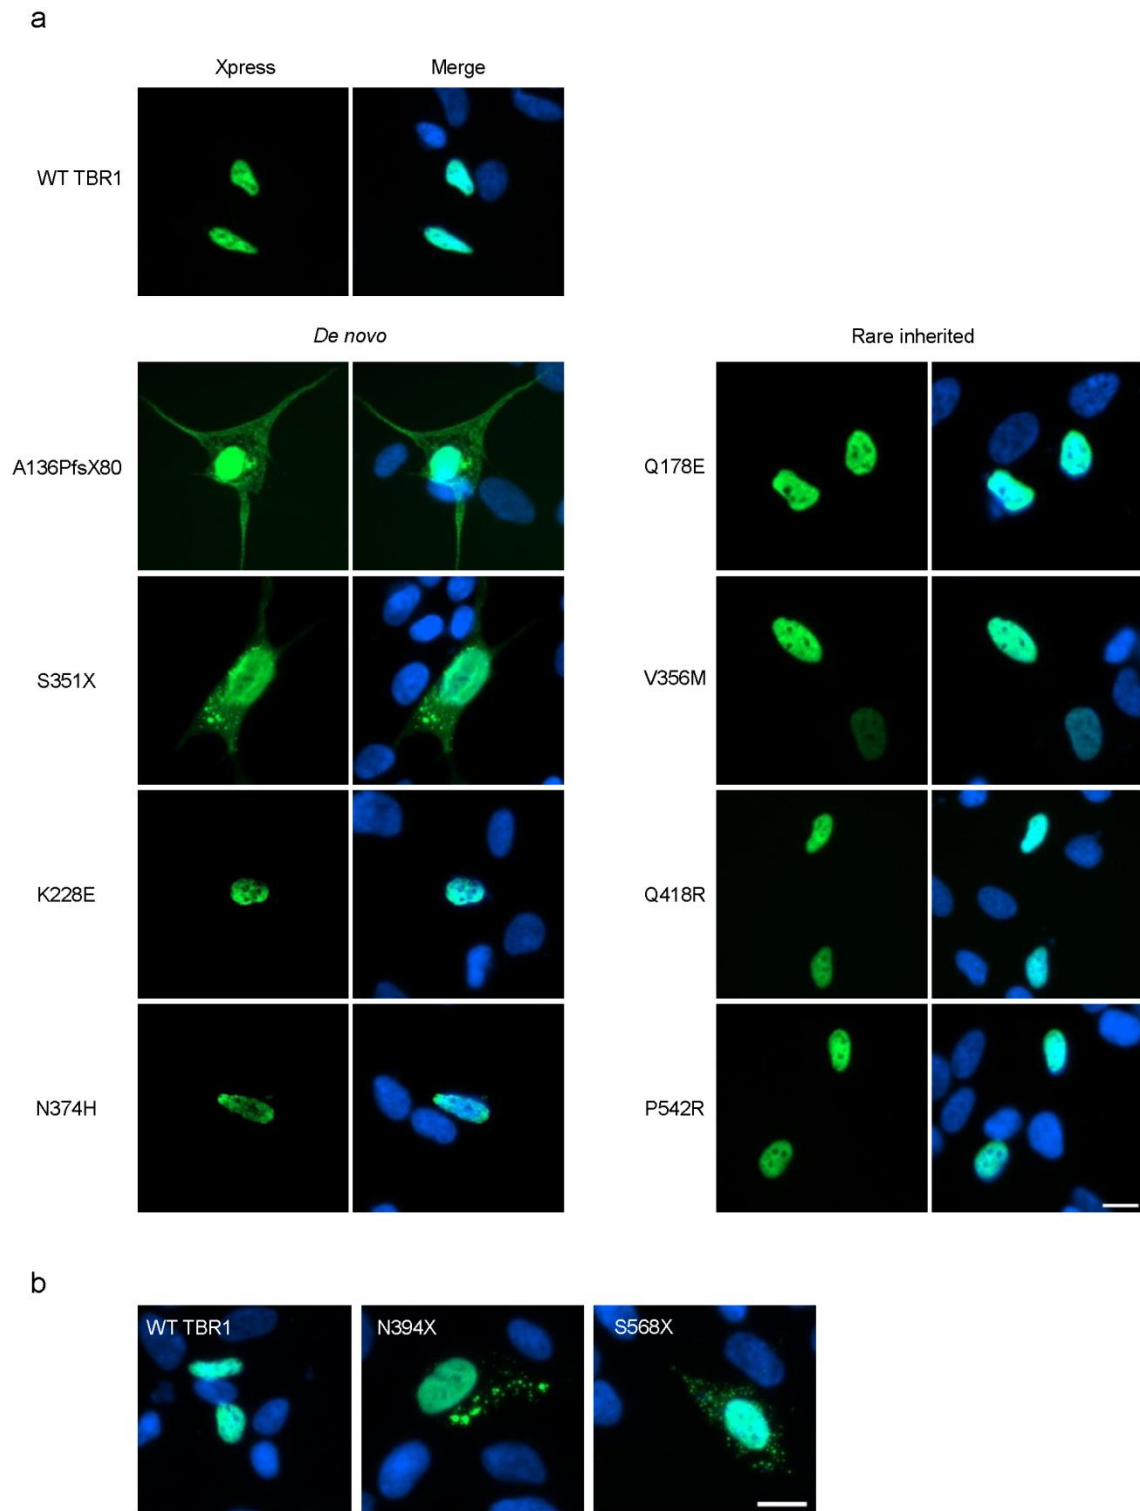 a
Xpress Merge
WT TBR1
De novo Rare inherited
A136PfsX80 Q178E
S351X V356M
K228E Q418R
N374H P542R
b
WT TBR1 N394X S568X